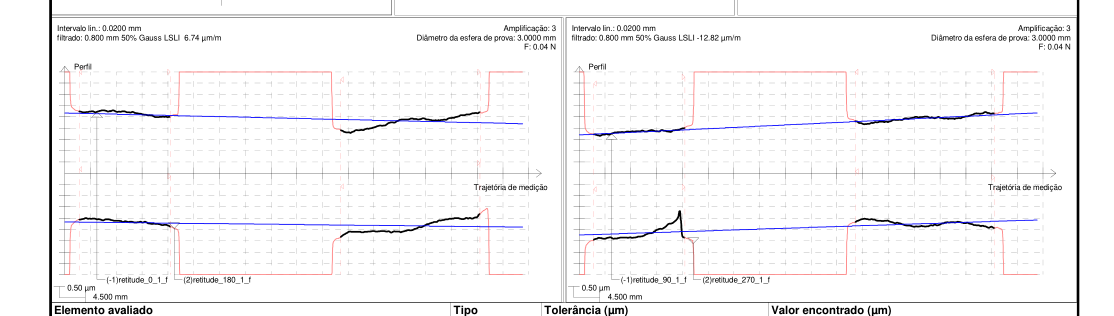 Intervalo lin.: 0.0200 mm
filtrado: 0.800 mm 50% Gauss LSLI  6.74 µm/m
Amplificação: 3
Diâmetro da esfera de prova: 3.0000 mm
F: 0.04 N
Perfil
Trajetória de medição
(-1)retitude_0_1_f
(2)retitude_180_1_f
0.50 µm
4.500 mm
Intervalo lin.: 0.0200 mm
filtrado: 0.800 mm 50% Gauss LSLI -12.82 µm/m
Amplificação: 3
Diâmetro da esfera de prova: 3.0000 mm
F: 0.04 N
Perfil
Trajetória de medição
(-1)retitude_90_1_f
(2)retitude_270_1_f
0.50 µm
4.500 mm
Elemento avaliado Tipo Tolerância (µm) Valor encontrado (µm)